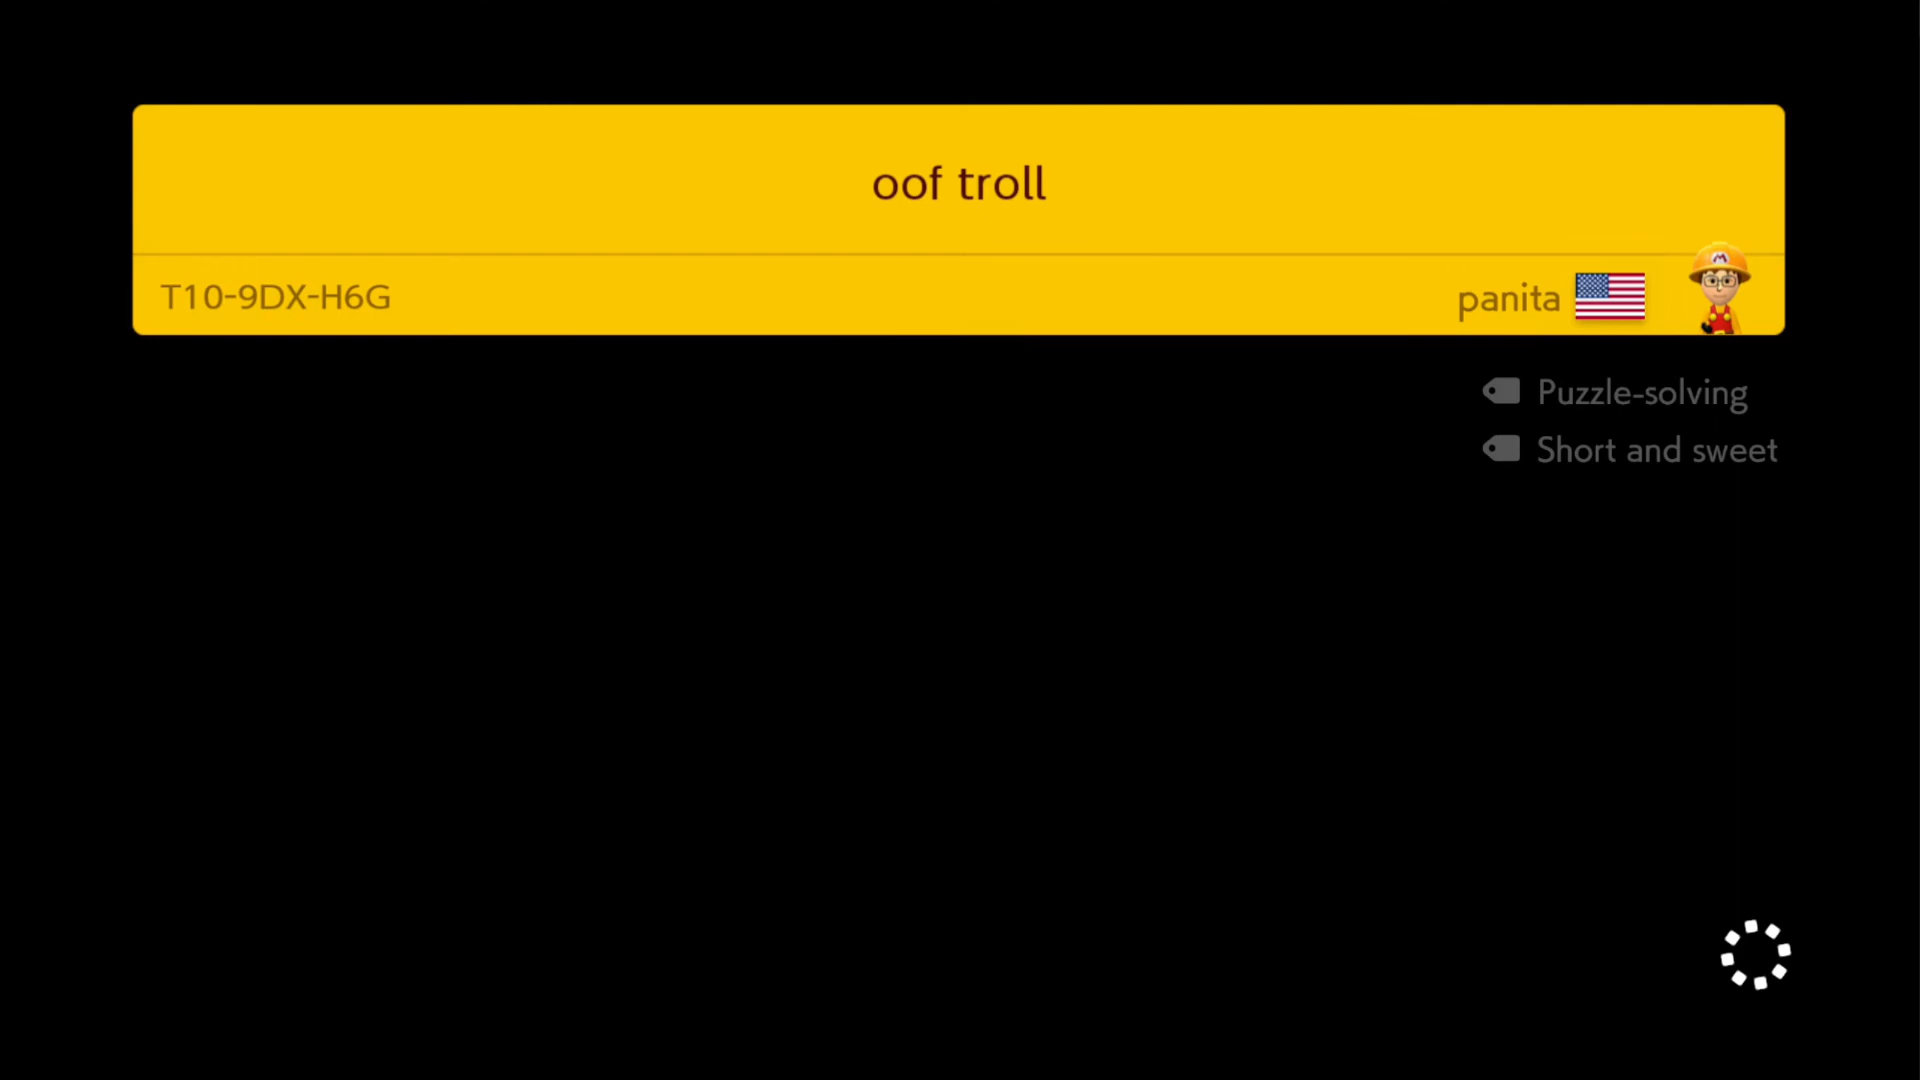 oof troll
T10-9DX-H6G
panita
Puzzle-solving
Short and sweet